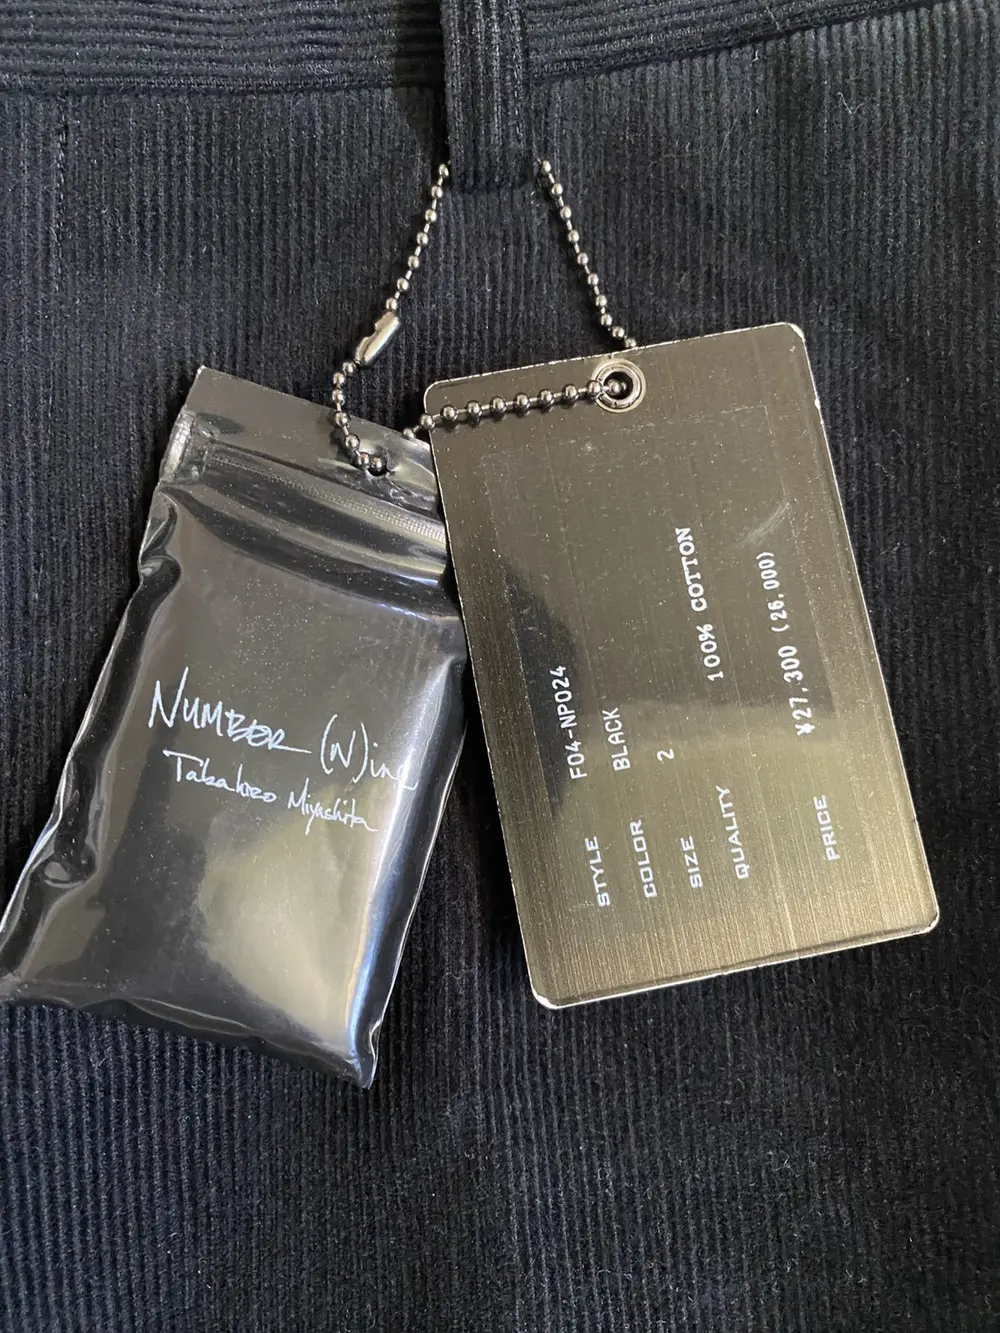 NUMBER (N)ine
Takahiro Miyashita
STYLE F04-NP024
COLOR BLACK
SIZE 2
QUALITY 100% COTTON
PRICE ¥27,300 (26,000)